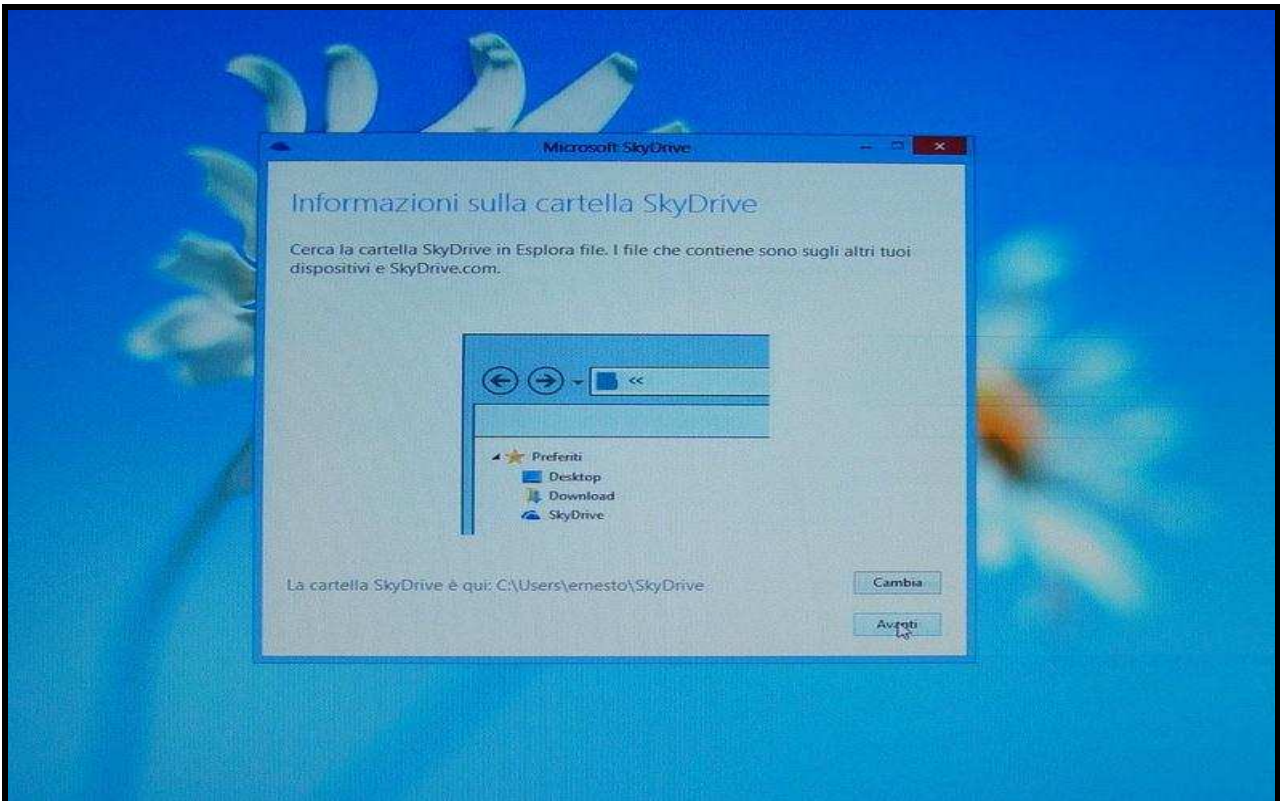 Microsoft SkyDrive
Informazioni sulla cartella SkyDrive
Cerca la cartella SkyDrive in Esplora file. I file che contiene sono sugli altri tuoi
dispositivi e SkyDrive.com.
<<
Preferiti
Desktop
Download
SkyDrive
La cartella SkyDrive è qui: C:\Users\ernesto\SkyDrive
Cambia
Avanti